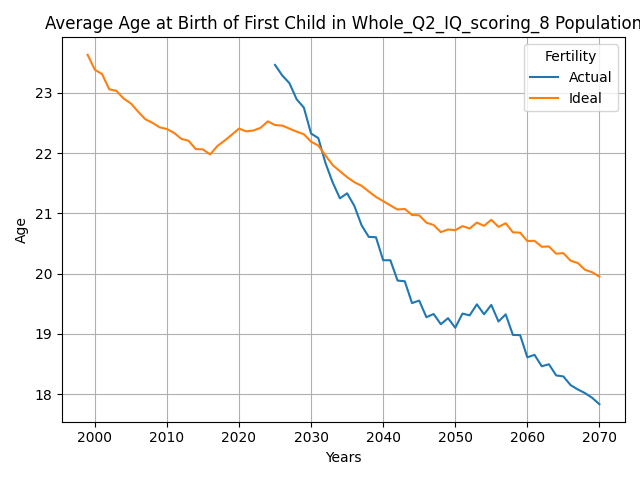 Average Age at Birth of First Child in Whole_Q2_IQ_scoring_8 Population
Fertility
Actual
Ideal
Age
23
22
21
20
19
18
2000 2010 2020 2030 2040 2050 2060 2070
Years